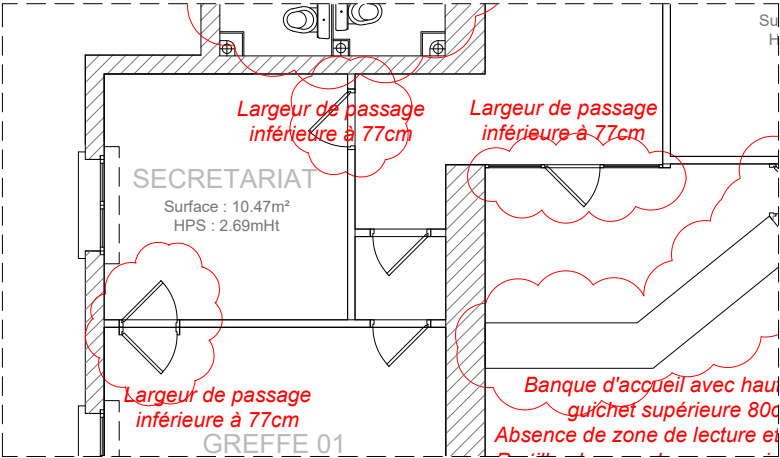 Su
H
Largeur de passage
inférieure à 77cm
Largeur de passage
inférieure à 77cm
SECRETARIAT
Surface : 10.47m²
HPS : 2.69mHt
Largeur de passage
inférieure à 77cm
GREFFE 01
Banque d'accueil avec haut
guichet supérieure 80c
Absence de zone de lecture et